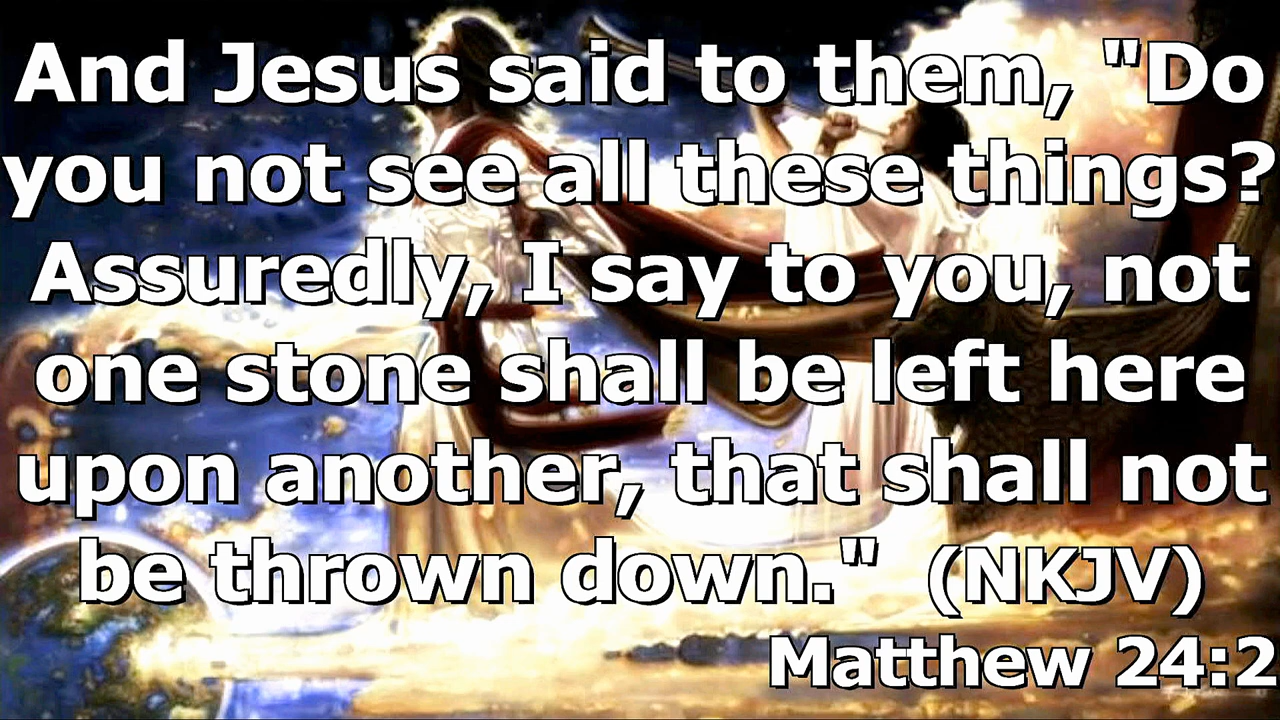 And Jesus said to them, "Do
you not see all these things?
Assuredly, I say to you, not
one stone shall be left here
upon another, that shall not
be thrown down." (NKJV)
Matthew 24:2